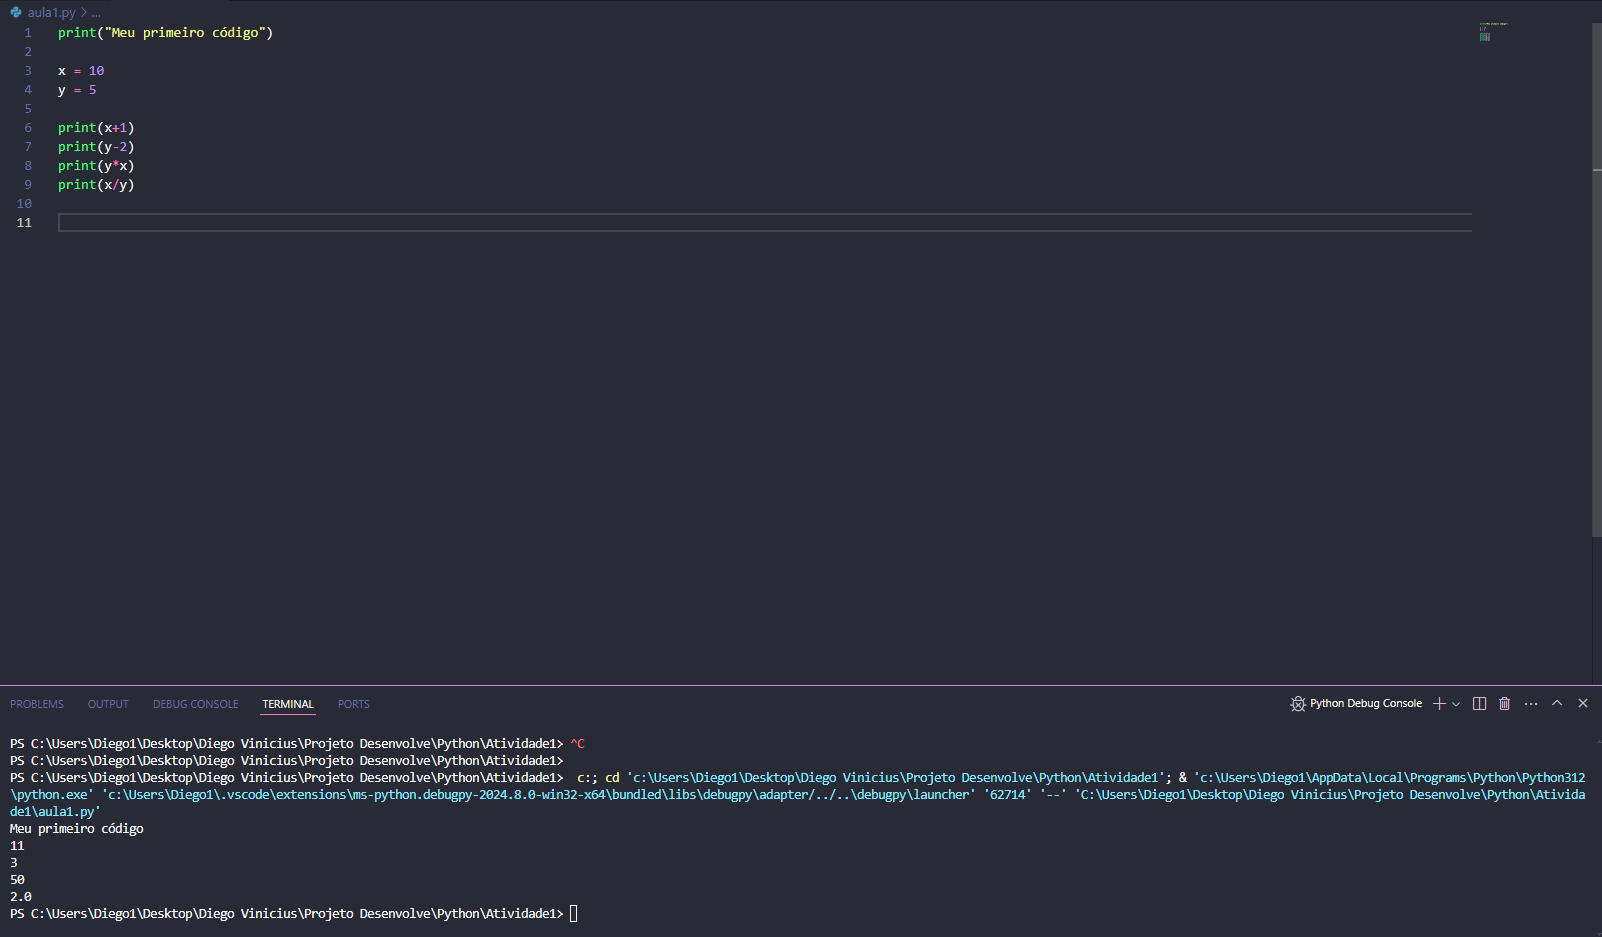 aula1.py > ...
1 print("Meu primeiro código")
2
3 x = 10
4 y = 5
5
6 print(x+1)
7 print(y-2)
8 print(y*x)
9 print(x/y)
10
11
PROBLEMS OUTPUT DEBUG CONSOLE TERMINAL PORTS Python Debug Console
PS C:\Users\Diego1\Desktop\Diego Vinicius\Projeto Desenvolve\Python\Atividade1> ^C
PS C:\Users\Diego1\Desktop\Diego Vinicius\Projeto Desenvolve\Python\Atividade1>
PS C:\Users\Diego1\Desktop\Diego Vinicius\Projeto Desenvolve\Python\Atividade1>  c:; cd 'c:\Users\Diego1\Desktop\Diego Vinicius\Projeto Desenvolve\Python\Atividade1'; & 'c:\Users\Diego1\AppData\Local\Programs\Python\Python312
\python.exe' 'c:\Users\Diego1\.vscode\extensions\ms-python.debugpy-2024.8.0-win32-x64\bundled\libs\debugpy\adapter/../..\debugpy\launcher' '62714' '--' 'C:\Users\Diego1\Desktop\Diego Vinicius\Projeto Desenvolve\Python\Ativida
de1\aula1.py'
Meu primeiro código
11
3
50
2.0
PS C:\Users\Diego1\Desktop\Diego Vinicius\Projeto Desenvolve\Python\Atividade1>